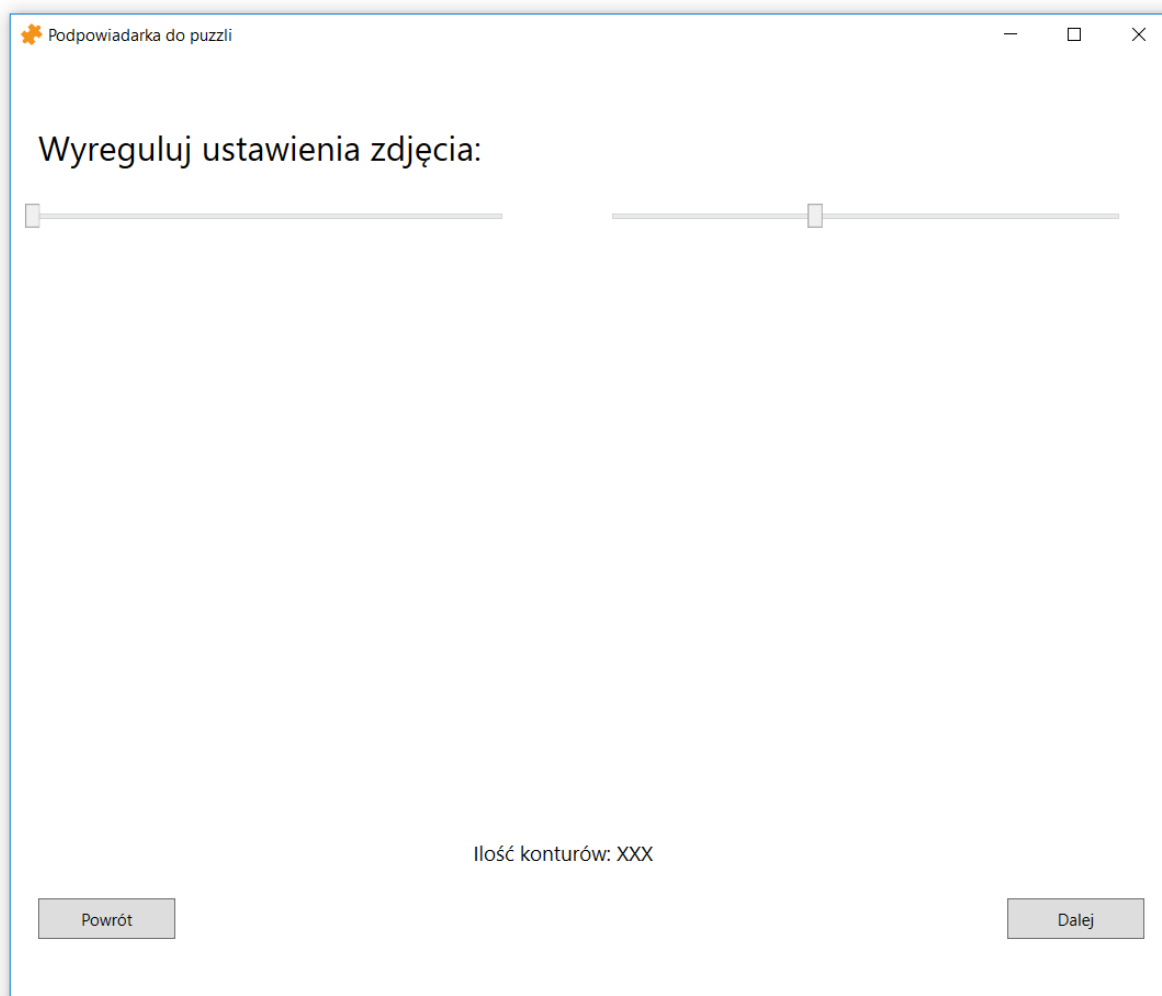 Podpowiadarka do puzzli
Wyreguluj ustawienia zdjęcia:
Ilość konturów: XXX
Powrót
Dalej